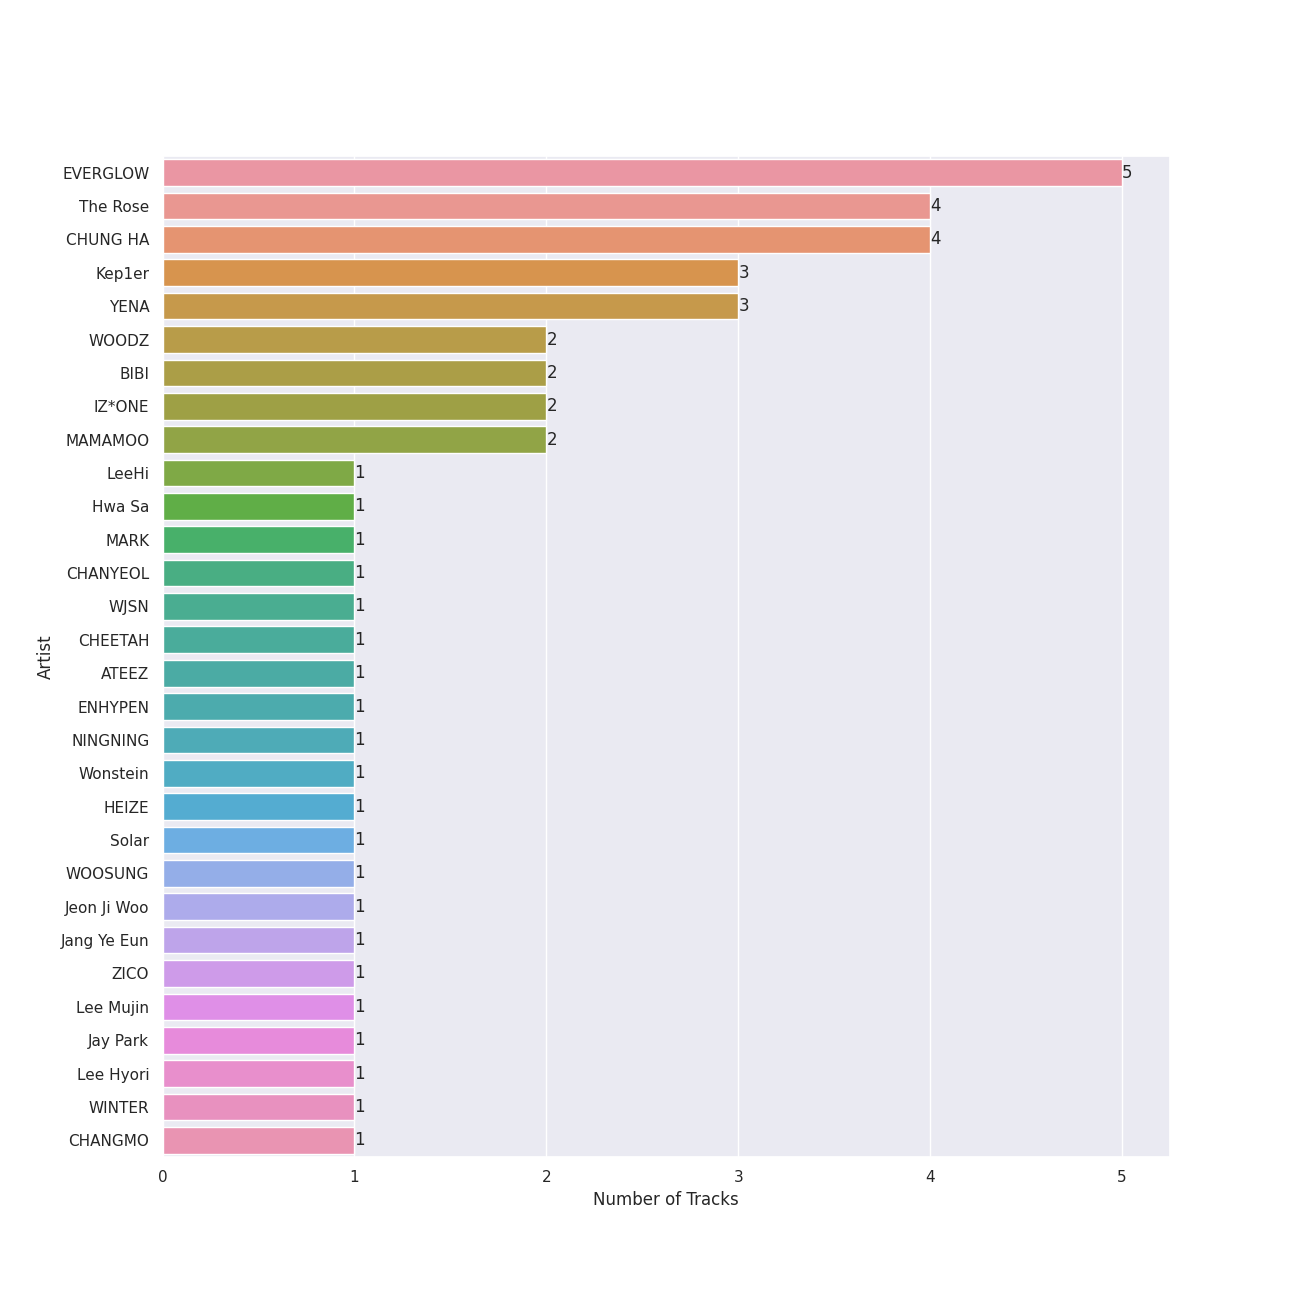 EVERGLOW 5
The Rose 4
CHUNG HA 4
Kep1er 3
YENA 3
WOODZ 2
BIBI 2
IZ*ONE 2
MAMAMOO 2
LeeHi 1
Hwa Sa 1
MARK 1
CHANYEOL 1
WJSN 1
CHEETAH 1
ATEEZ 1
ENHYPEN 1
NINGNING 1
Wonstein 1
HEIZE 1
Solar 1
WOOSUNG 1
Jeon Ji Woo 1
Jang Ye Eun 1
ZICO 1
Lee Mujin 1
Jay Park 1
Lee Hyori 1
WINTER 1
CHANGMO 1
Artist
0 1 2 3 4 5
Number of Tracks